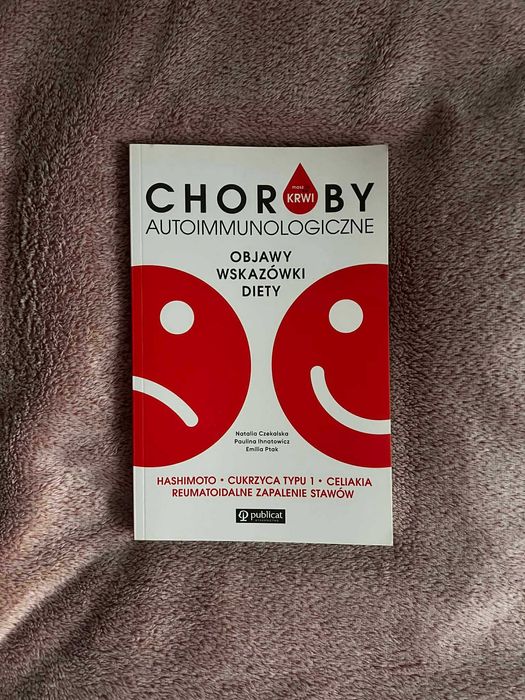 masz
KRWI
CHOROBY
AUTOIMMUNOLOGICZNE
OBJAWY
WSKAZÓWKI
DIETY
Natalia Czekalska
Paulina Ihnatowicz
Emilia Ptak
HASHIMOTO • CUKRZYCA TYPU 1 • CELIAKIA
REUMATOIDALNE ZAPALENIE STAWÓW
publicat